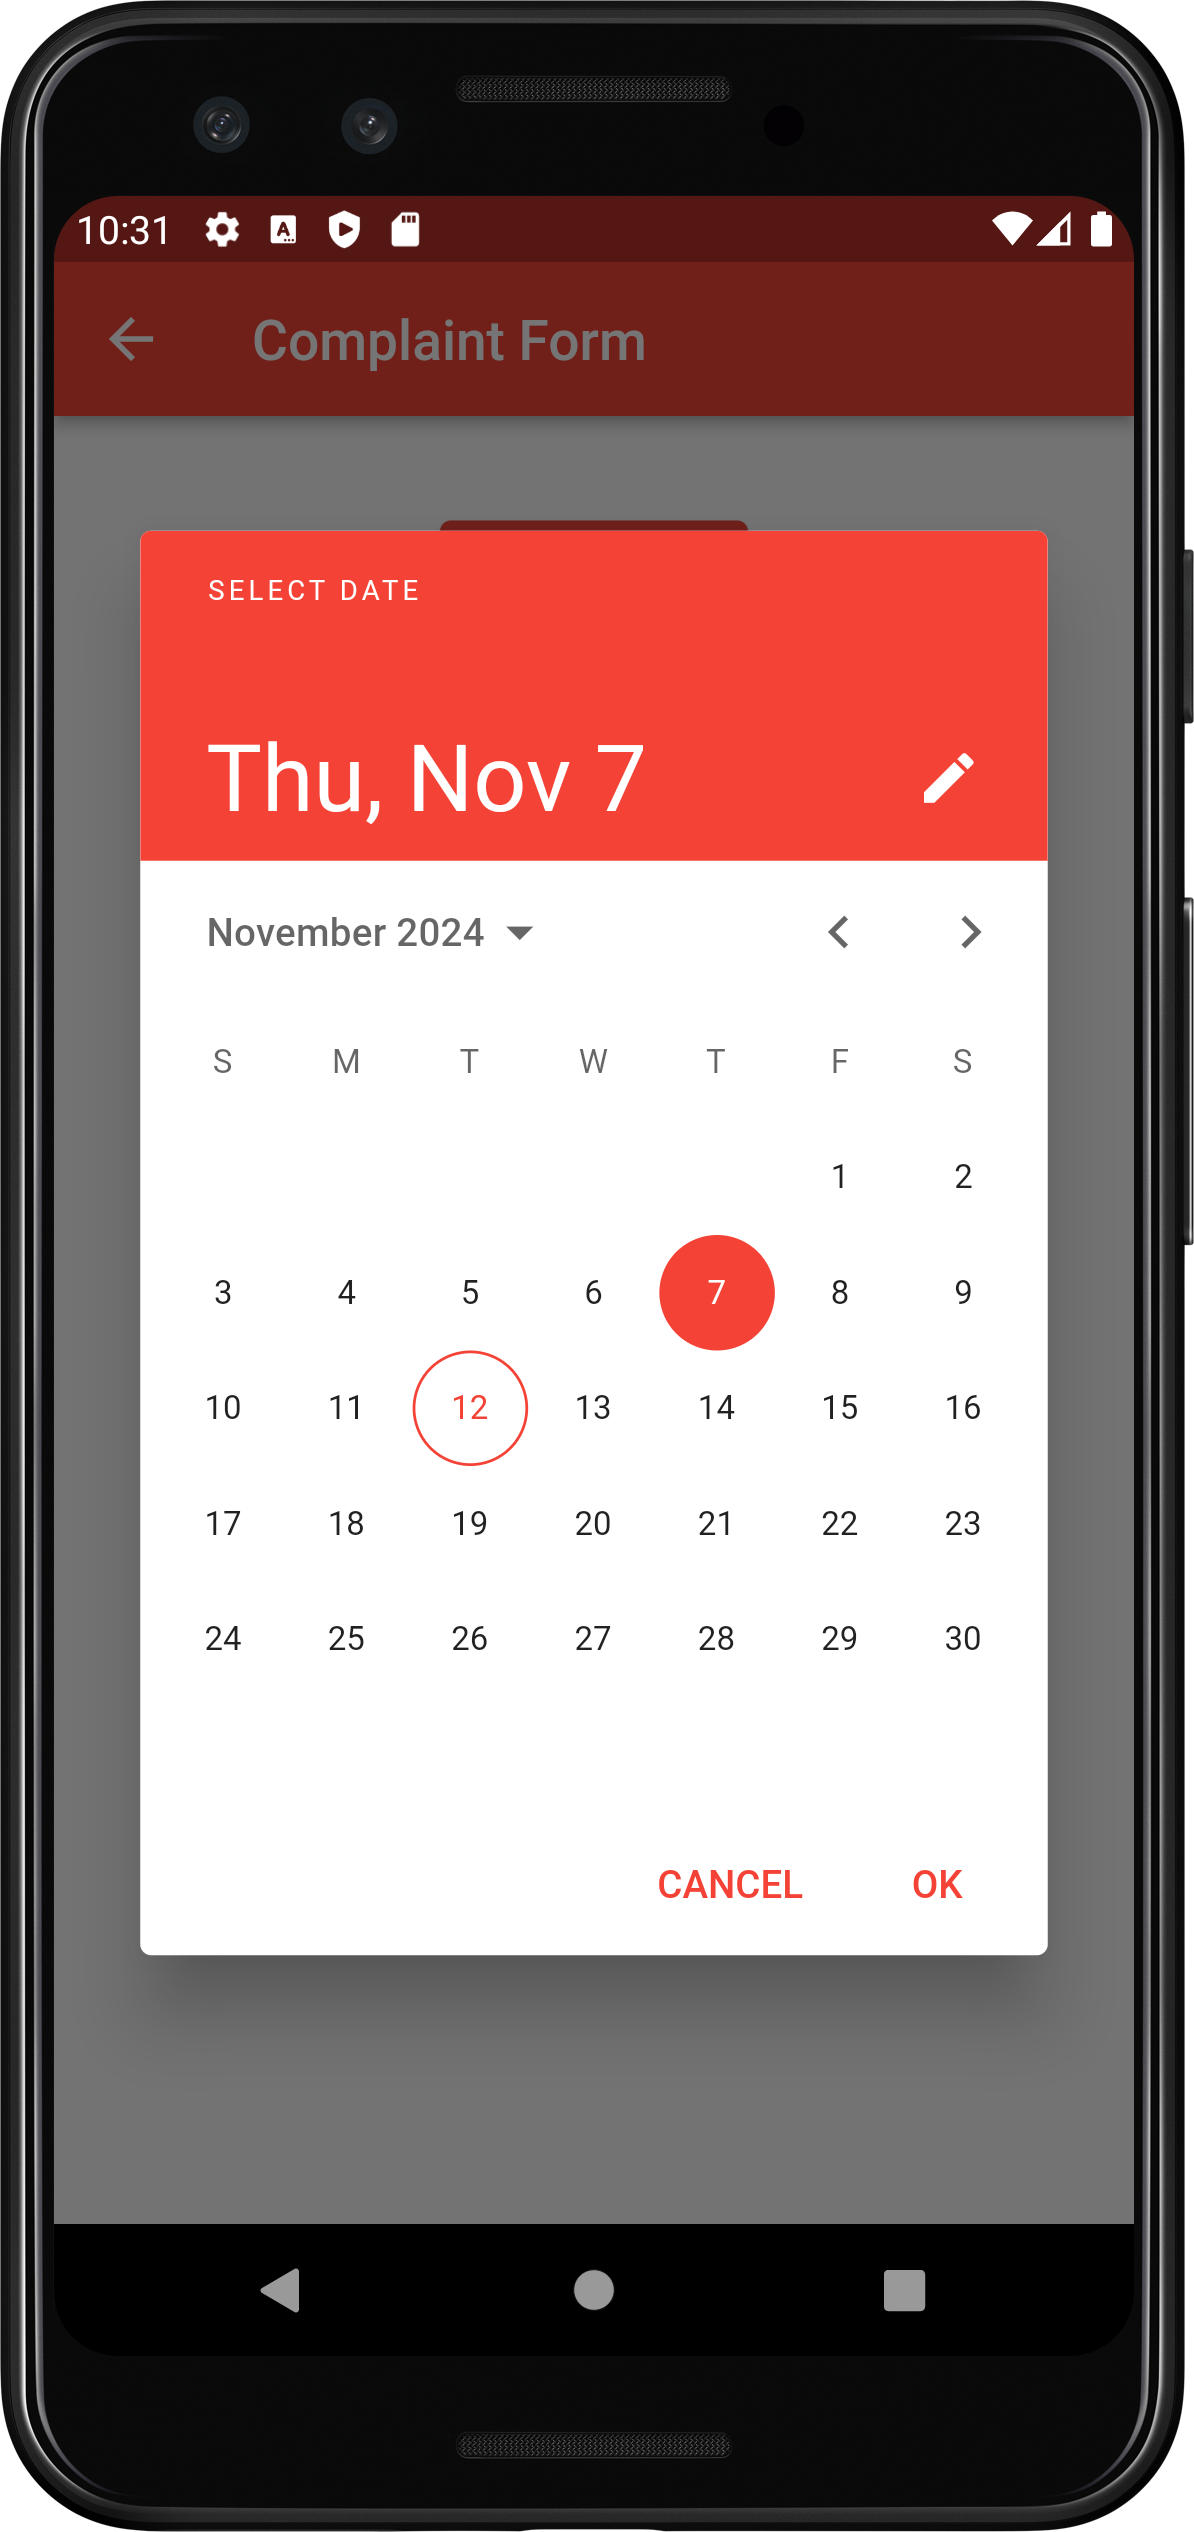 10:31
Complaint Form
SELECT DATE
Thu, Nov 7
November 2024
S M T W T F S
1 2
3 4 5 6 7 8 9
10 11 12 13 14 15 16
17 18 19 20 21 22 23
24 25 26 27 28 29 30
CANCEL OK